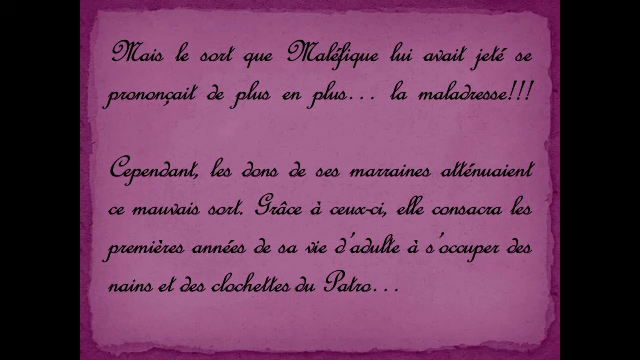 Mais le sort que Maléfique lui avait jeté se
prononçait de plus en plus... la maladresse!!!
Cependant, les dons de ses marraines atténuaient
ce mauvais sort. Grâce à ceux-ci, elle consacra les
premières années de sa vie d'adulte à s'occuper des
nains et des clochettes du Patro...